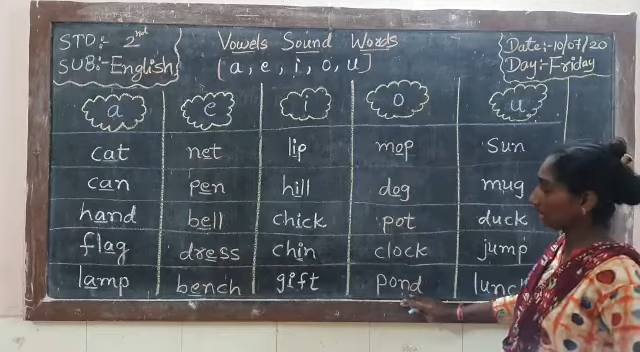 STD:- 2nd
SUB:- English
Vowels Sound Words
[a, e, i, o, u]
Date:- 10/07/20
Day:- Friday
a e i o u
cat net lip mop Sun
can pen hill dog mug
hand bell chick pot duck
flag dress chin clock jump
lamp bench gift pond lunch